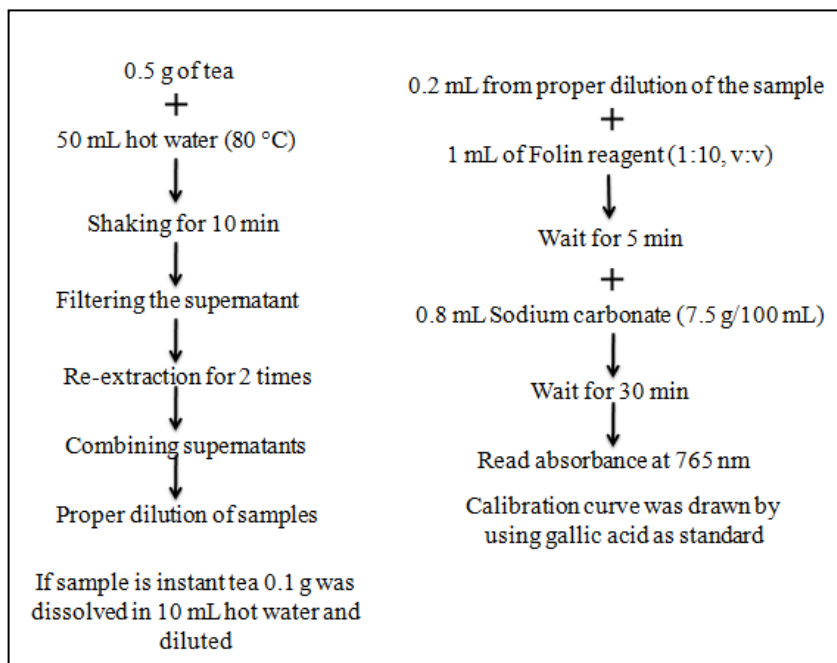 0.5 g of tea
+
50 mL hot water (80 °C)
Shaking for 10 min
Filtering the supernatant
Re-extraction for 2 times
Combining supernatants
Proper dilution of samples
If sample is instant tea 0.1 g was
dissolved in 10 mL hot water and
diluted
0.2 mL from proper dilution of the sample
+
1 mL of Folin reagent (1:10, v:v)
Wait for 5 min
+
0.8 mL Sodium carbonate (7.5 g/100 mL)
Wait for 30 min
Read absorbance at 765 nm
Calibration curve was drawn by
using gallic acid as standard